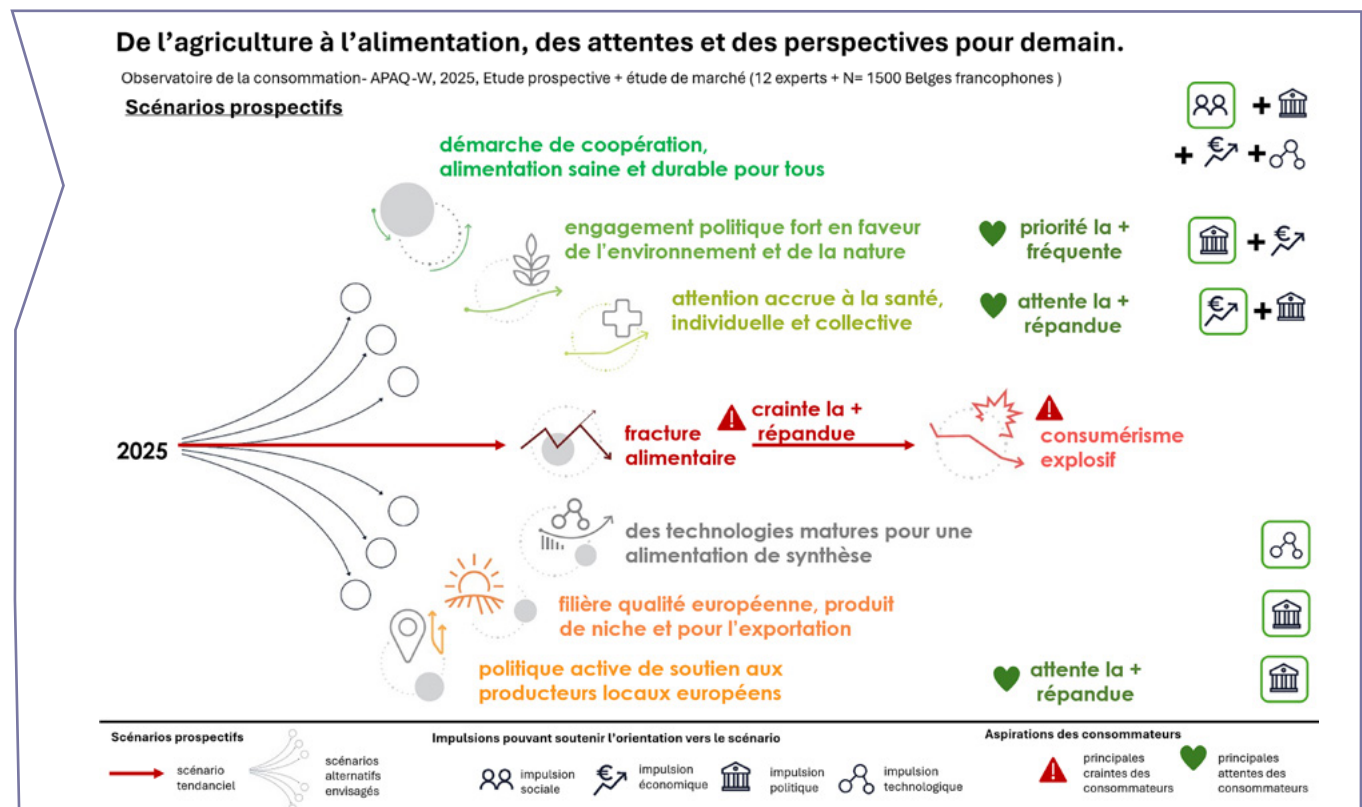 De l'agriculture à l'alimentation, des attentes et des perspectives pour demain.
Observatoire de la consommation- APAQ-W, 2025, Etude prospective + étude de marché (12 experts + N= 1500 Belges francophones )
Scénarios prospectifs
démarche de coopération,
alimentation saine et durable pour tous
engagement politique fort en faveur
de l'environnement et de la nature
priorité la +
fréquente
attention accrue à la santé,
individuelle et collective
attente la +
répandue
2025
fracture
alimentaire
crainte la +
répandue
consumérisme
explosif
des technologies matures pour une
alimentation de synthèse
filière qualité européenne, produit
de niche et pour l'exportation
politique active de soutien aux
producteurs locaux européens
attente la +
répandue
Scénarios prospectifs
scénario
tendanciel
scénarios
alternatifs
envisagés
Impulsions pouvant soutenir l'orientation vers le scénario
impulsion
sociale
impulsion
économique
impulsion
politique
impulsion
technologique
Aspirations des consommateurs
principales
craintes des
consommateurs
principales
attentes des
consommateurs